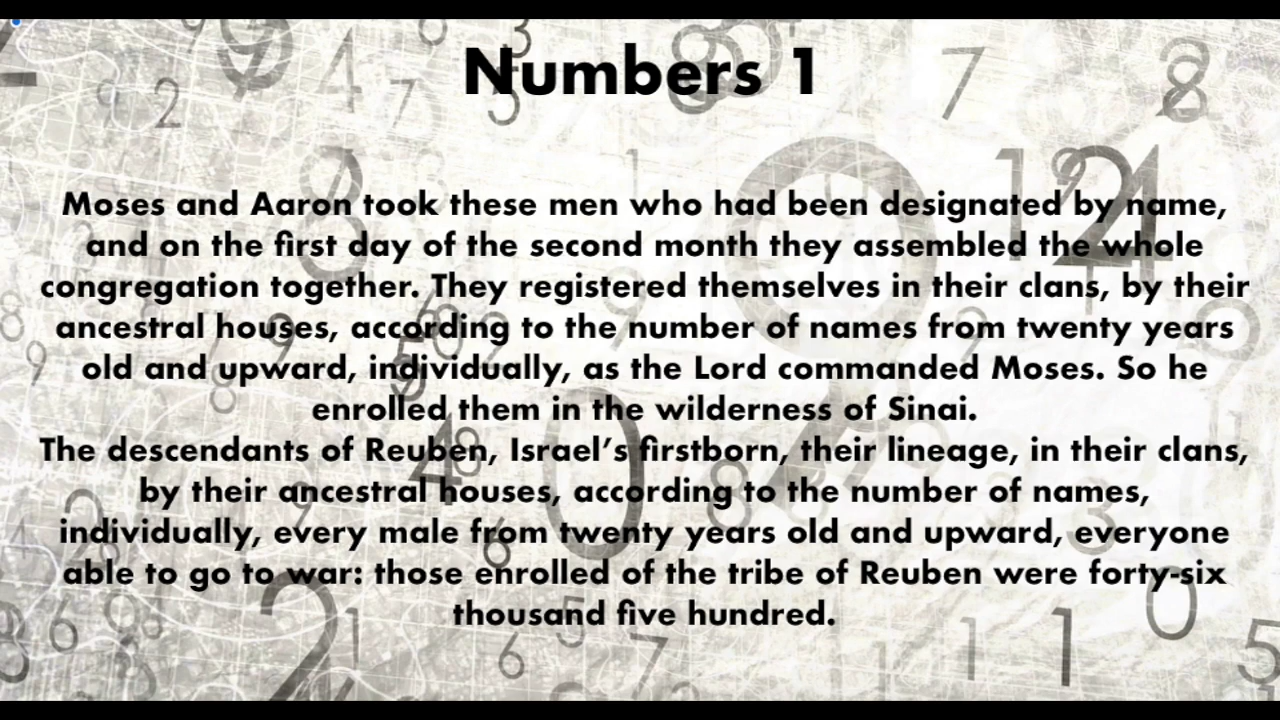 Numbers 1
Moses and Aaron took these men who had been designated by name,
and on the first day of the second month they assembled the whole
congregation together. They registered themselves in their clans, by their
ancestral houses, according to the number of names from twenty years
old and upward, individually, as the Lord commanded Moses. So he
enrolled them in the wilderness of Sinai.
The descendants of Reuben, Israel’s firstborn, their lineage, in their clans,
by their ancestral houses, according to the number of names,
individually, every male from twenty years old and upward, everyone
able to go to war: those enrolled of the tribe of Reuben were forty-six
thousand five hundred.